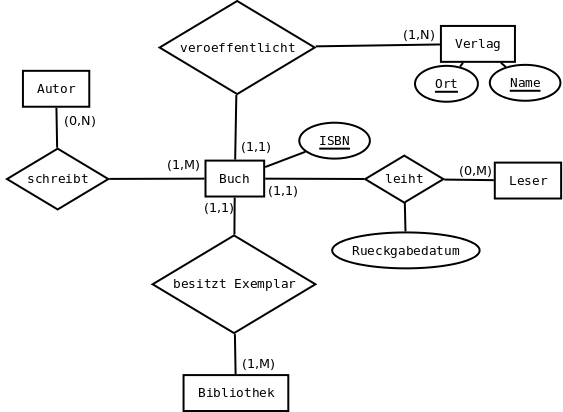 (1,N)
veroeffentlicht
Verlag
Ort
Name
Autor
(0,N)
(1,1)
ISBN
(1,M)
schreibt
Buch
(1,1)
leiht
(0,M)
Leser
(1,1)
Rueckgabedatum
besitzt Exemplar
(1,M)
Bibliothek